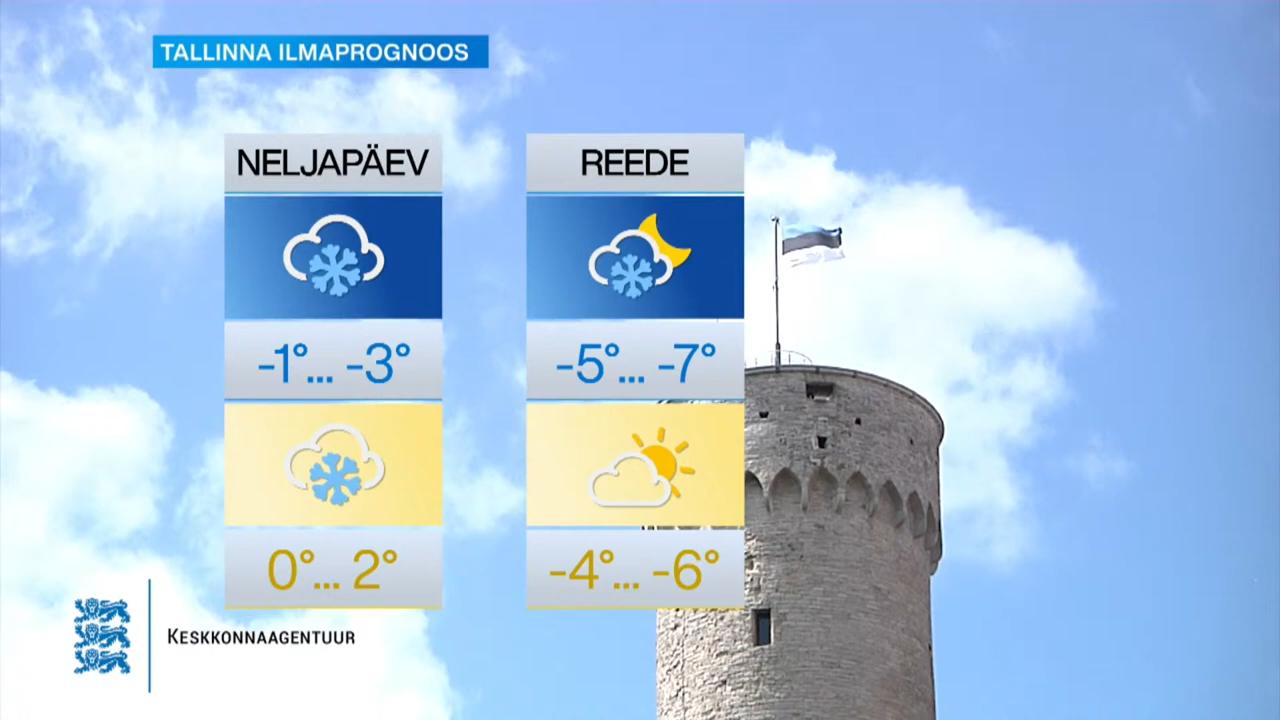 TALLINNA ILMAPROGNOOS
NELJAPÄEV
-1°... -3°
0°... 2°
REEDE
-5°... -7°
-4°... -6°
KESKKONNAAGENTUUR